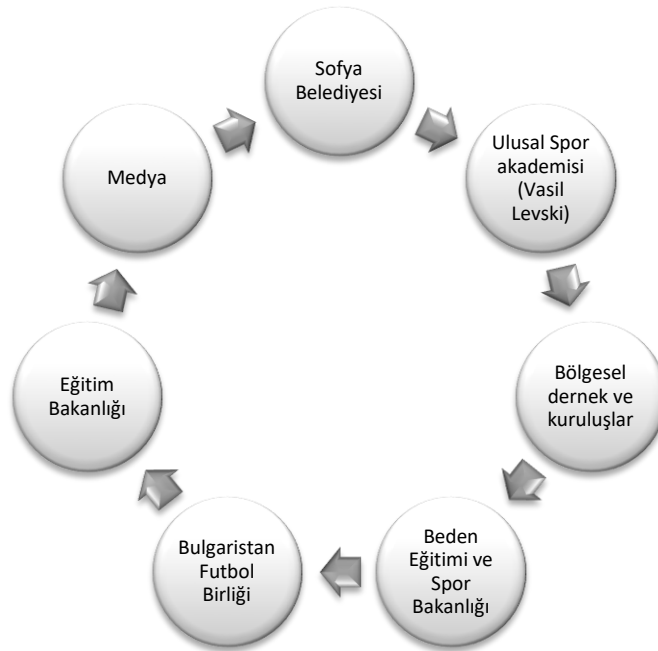 Sofya
Belediyesi
Ulusal Spor
akademisi
(Vasil
Levski)
Bölgesel
dernek ve
kuruluşlar
Beden
Eğitimi ve
Spor
Bakanlığı
Bulgaristan
Futbol
Birliği
Eğitim
Bakanlığı
Medya